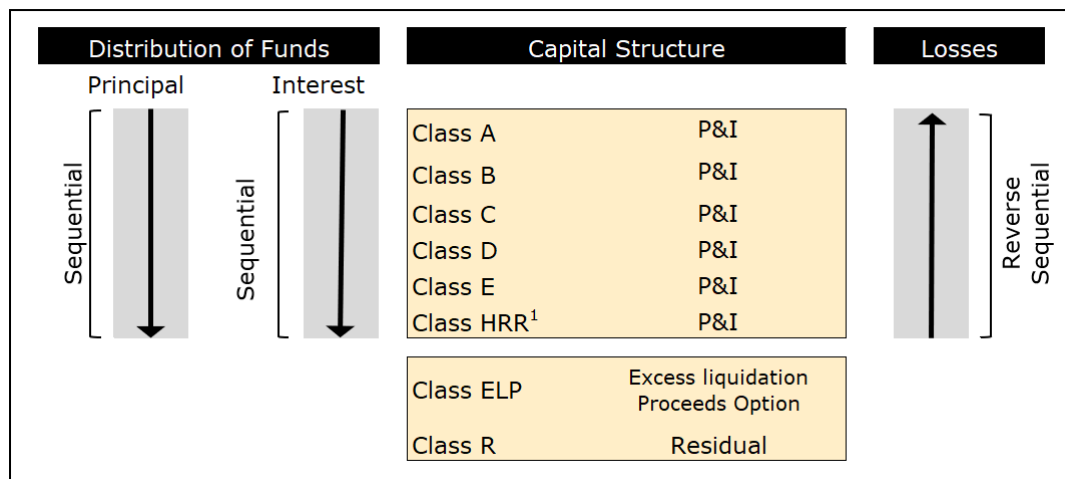 Distribution of Funds
Capital Structure
Losses
Principal
Interest
Sequential
Sequential
Class A P&I
Class B P&I
Class C P&I
Class D P&I
Class E P&I
Class HRR1 P&I
Reverse
Sequential
Class ELP
Excess liquidation
Proceeds Option
Class R Residual